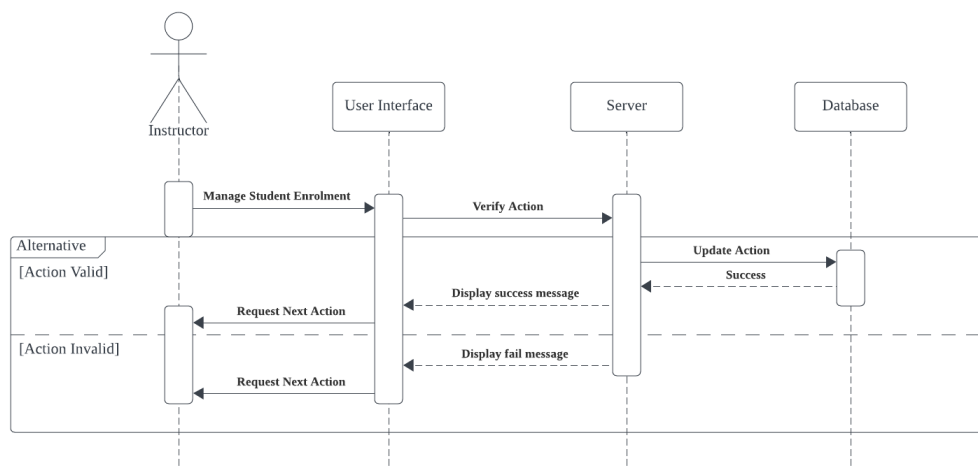 Instructor
User Interface
Server
Database
Manage Student Enrolment
Verify Action
Alternative
[Action Valid]
Update Action
Success
Display success message
Request Next Action
[Action Invalid]
Display fail message
Request Next Action